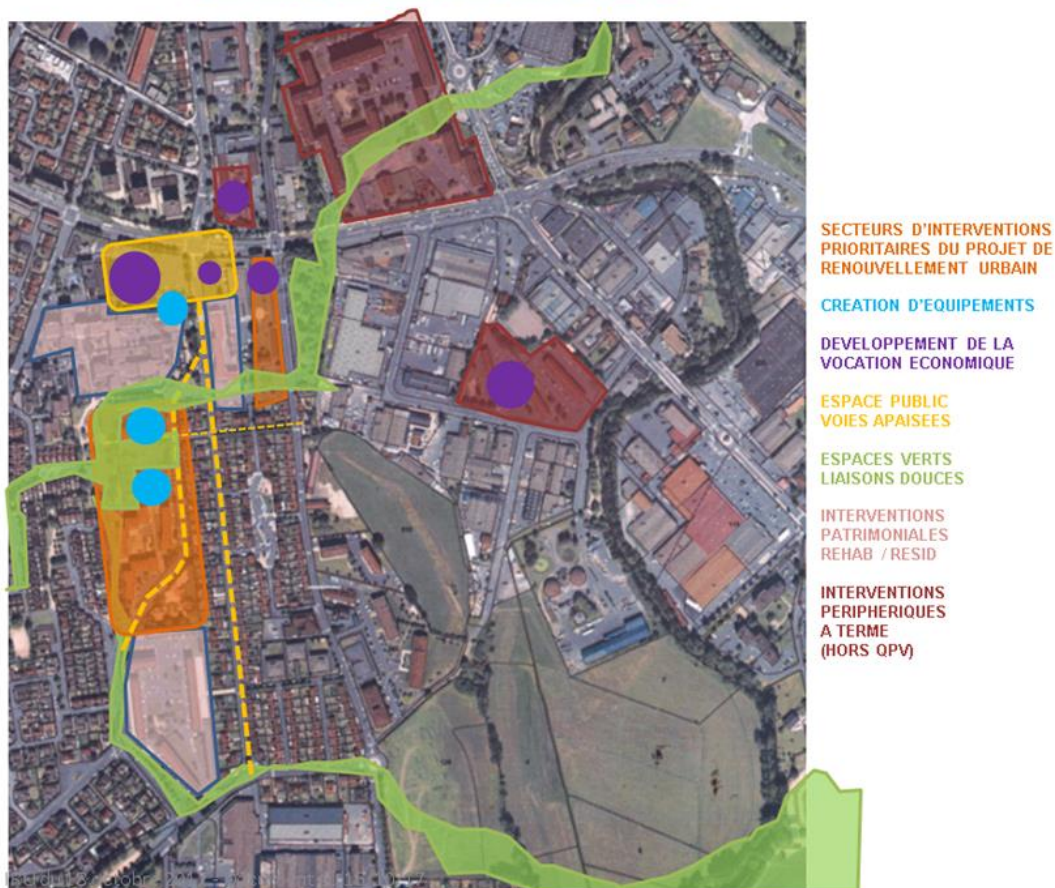 SECTEURS D'INTERVENTIONS
PRIORITAIRES DU PROJET DE
RENOUVELLEMENT URBAIN
CREATION D'EQUIPEMENTS
DEVELOPPEMENT DE LA
VOCATION ECONOMIQUE
ESPACE PUBLIC
VOIES APAISEES
ESPACES VERTS
LIAISONS DOUCES
INTERVENTIONS
PATRIMONIALES
REHAB / RESID
INTERVENTIONS
PERIPHERIQUES
A TERME
(HORS QPV)